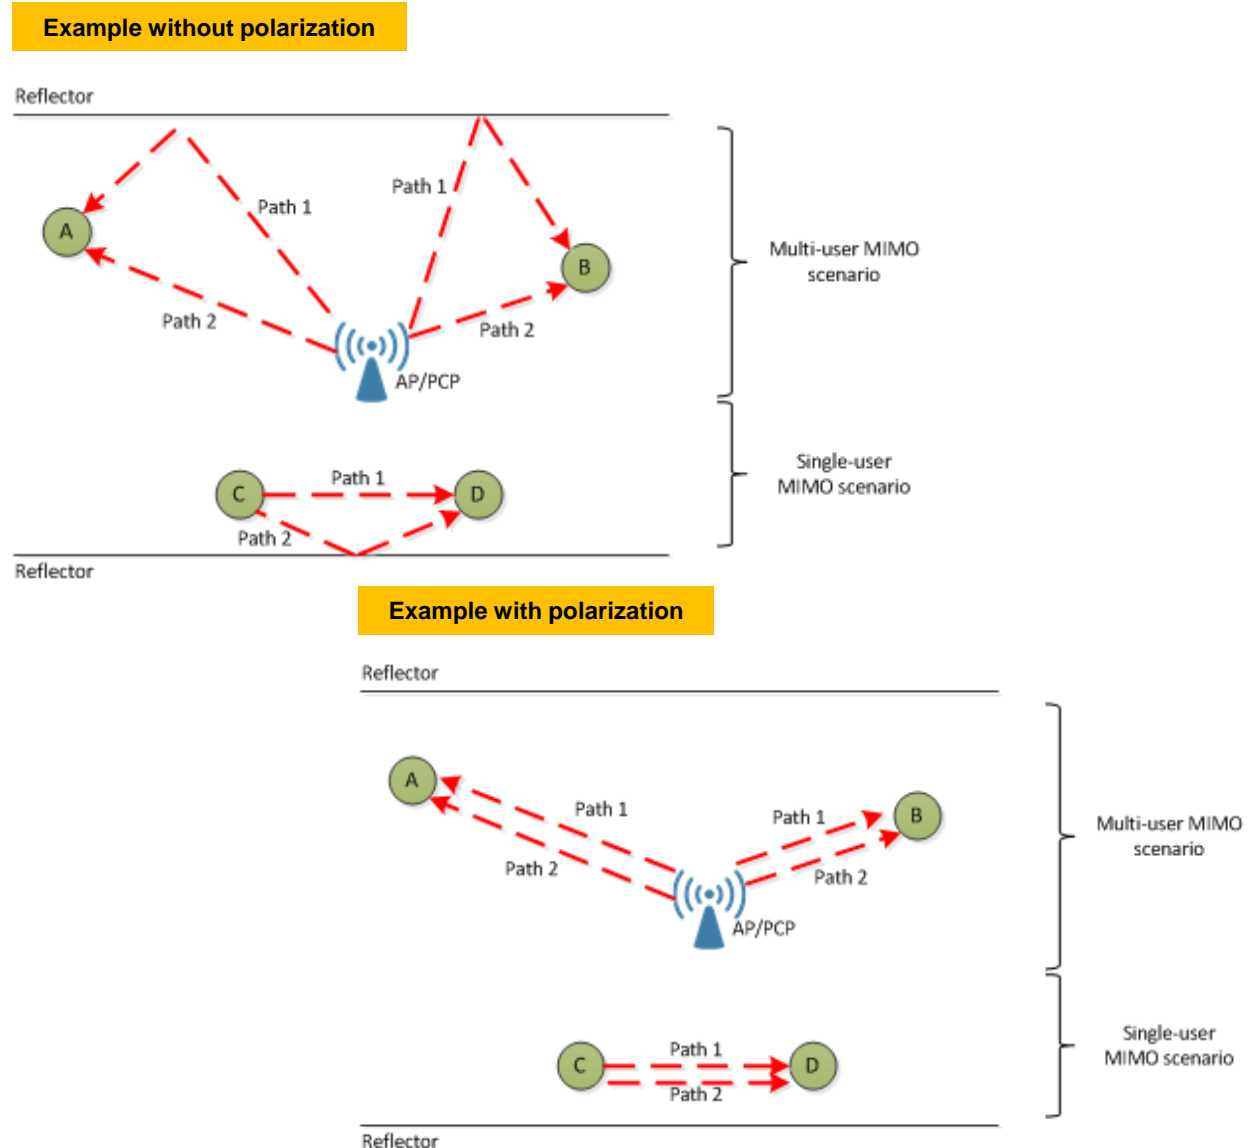 Example without polarization
Reflector
Path 1
Path 1
A
Multi-user MIMO
scenario
B
Path 2
Path 2
AP/PCP
Single-user
MIMO scenario
Path 1
C
D
Path 2
Reflector
Example with polarization
Reflector
A
Path 1
Path 1
B
Multi-user MIMO
scenario
Path 2
Path 2
AP/PCP
Single-user
MIMO scenario
Path 1
C
D
Path 2
Reflector